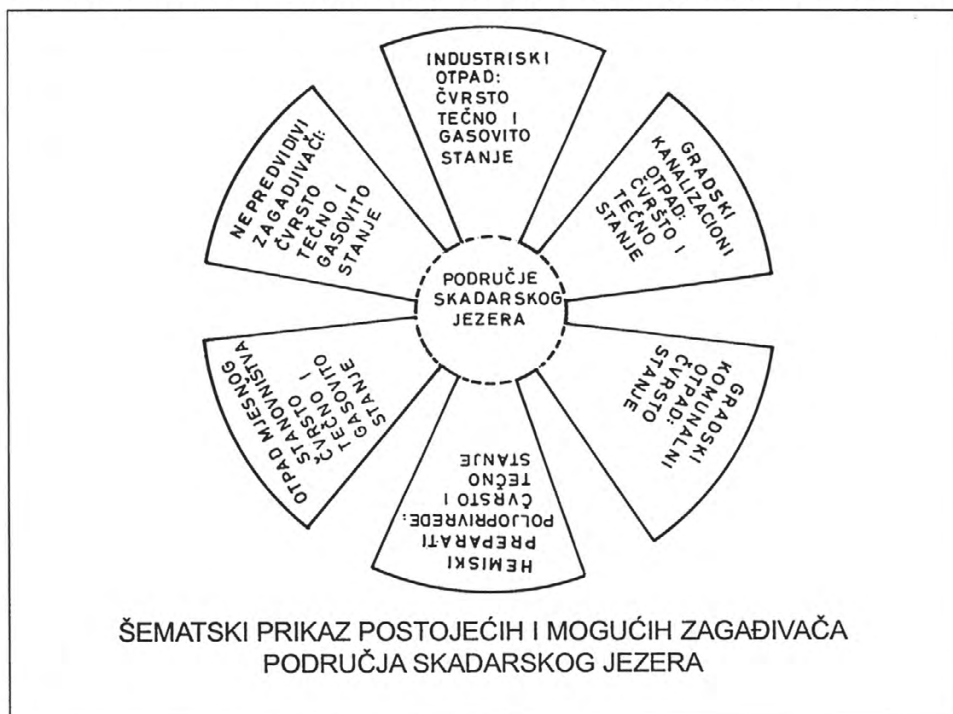 INDUSTRISKI
OTPAD:
ČVRSTO
TEČNO I
GASOVITO
STANJE
GRADSKI
KANALIZACIONI
OTPAD:
ČVRŠTO I
TEČNO
STANJE
GRADSKI
KOMUNALNI
OTPAD:
ČVRSTO
STANJE
HEMISKI
PREPARATI
POLJOPRIVREDE:
ČVRSTO I
TEČNO
STANJE
OTPAD MJESNOG
STANOVNIŠTVA
ČVRSTO
TEČNO I
GASOVITO
STANJE
NEPREDVIDIVI
ZAGADJIVAČI:
ČVRSTO
TEČNO I
GASOVITO
STANJE
PODRUČJE
SKADARSKOG
JEZERA
ŠEMATSKI PRIKAZ POSTOJEĆIH I MOGUĆIH ZAGAĐIVAČA
PODRUČJA SKADARSKOG JEZERA